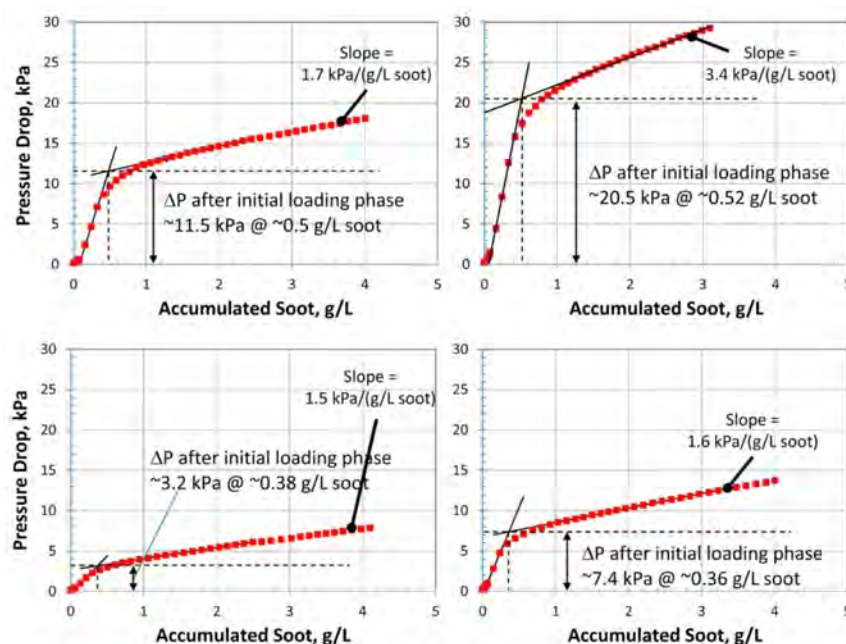 30
25
20
15
10
5
0
Pressure Drop, kPa
Slope =
1.7 kPa/(g/L soot)
ΔP after initial loading phase
~11.5 kPa @ ~0.5 g/L soot
0 1 2 3 4 5
Accumulated Soot, g/L
30
25
20
15
10
5
0
Slope =
3.4 kPa/(g/L soot)
ΔP after initial loading phase
~20.5 kPa @ ~0.52 g/L soot
0 1 2 3 4 5
Accumulated Soot, g/L
30
25
20
15
10
5
0
Pressure Drop, kPa
Slope =
1.5 kPa/(g/L soot)
ΔP after initial loading phase
~3.2 kPa @ ~0.38 g/L soot
0 1 2 3 4 5
Accumulated Soot, g/L
30
25
20
15
10
5
0
Slope =
1.6 kPa/(g/L soot)
ΔP after initial loading phase
~7.4 kPa @ ~0.36 g/L soot
0 1 2 3 4 5
Accumulated Soot, g/L